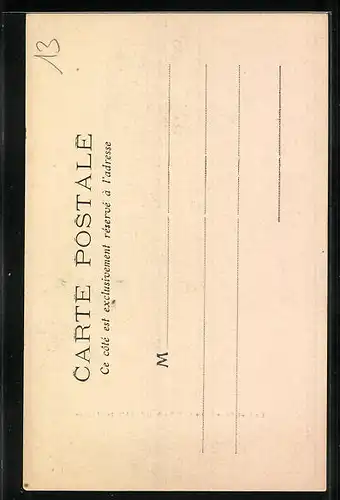 13
CARTE POSTALE
Ce côté est exclusivement réservé à l'adresse
M